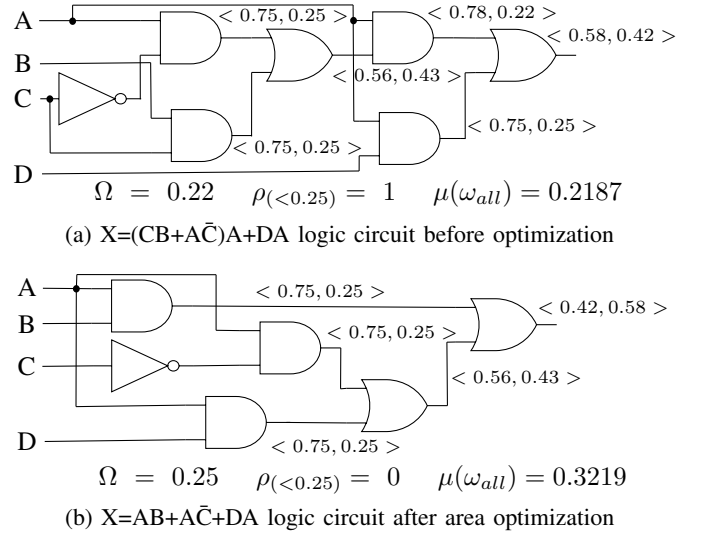 A
< 0.75, 0.25 >
< 0.78, 0.22 >
< 0.58, 0.42 >
B
< 0.56, 0.43 >
C
< 0.75, 0.25 >
< 0.75, 0.25 >
D
Ω = 0.22 ρ(<0.25) = 1 μ(ω_all) = 0.2187
(a) X=(CB+AC̄)A+DA logic circuit before optimization
A
< 0.75, 0.25 >
< 0.42, 0.58 >
B
< 0.75, 0.25 >
C
< 0.56, 0.43 >
D
< 0.75, 0.25 >
Ω = 0.25 ρ(<0.25) = 0 μ(ω_all) = 0.3219
(b) X=AB+AC̄+DA logic circuit after area optimization